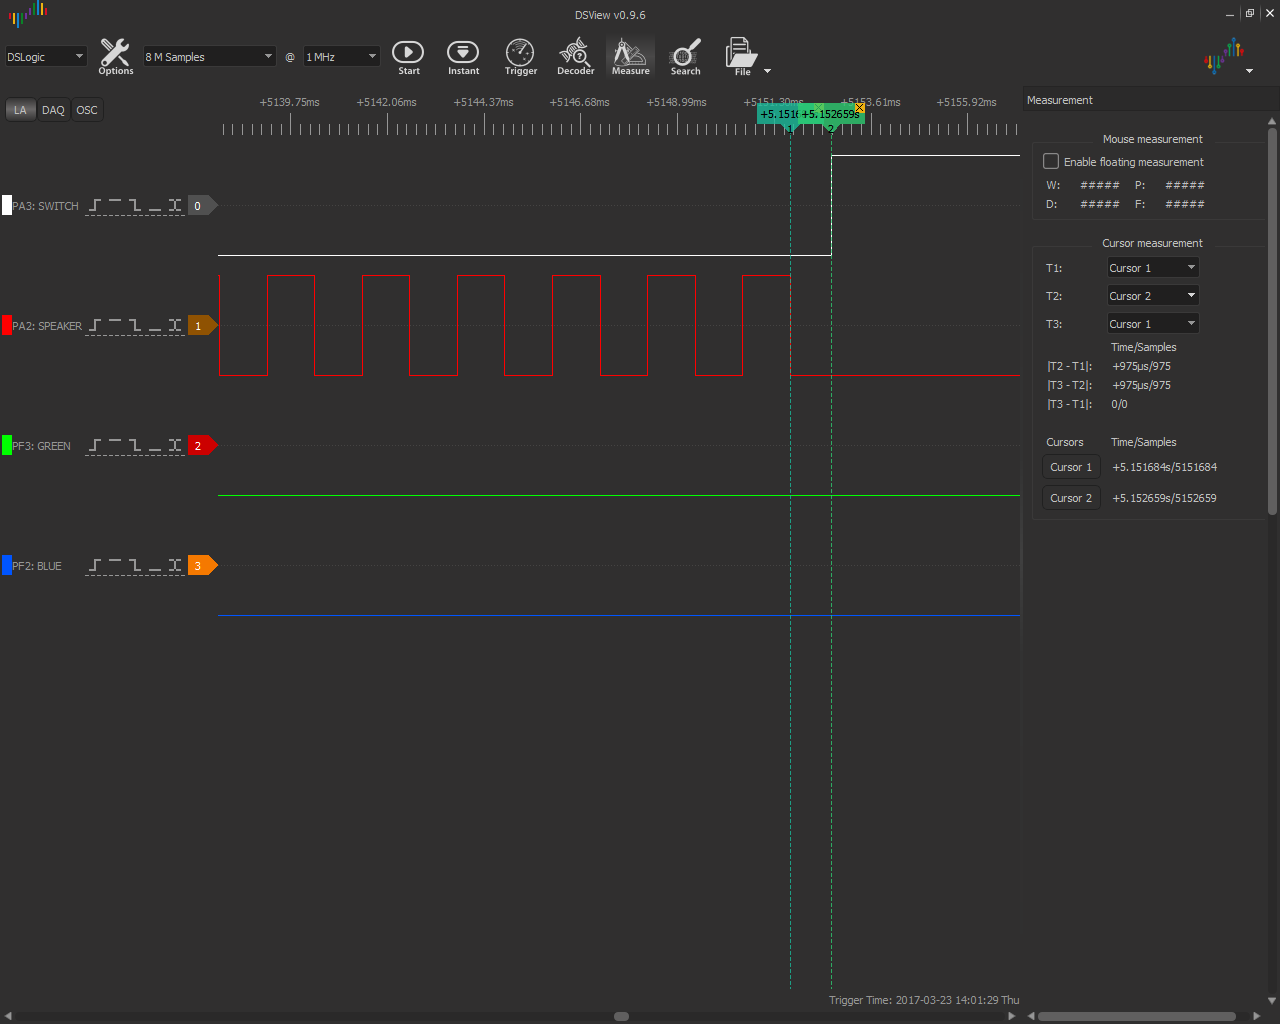 DSView v0.9.6
DSLogic 8 M Samples @ 1 MHz
Options Start Instant Trigger Decoder Measure Search File
LA DAQ OSC
+5139.75ms +5142.06ms +5144.37ms +5146.68ms +5148.99ms +5151.30ms +5153.61ms +5155.92ms
+5.1516 +5.152659s
1 2
PA3: SWITCH 0
PA2: SPEAKER 1
PF3: GREEN 2
PF2: BLUE 3
Trigger Time: 2017-03-23 14:01:29 Thu
Measurement
Mouse measurement
Enable floating measurement
W: ##### P: #####
D: ##### F: #####
Cursor measurement
T1: Cursor 1
T2: Cursor 2
T3: Cursor 1
Time/Samples
|T2 - T1|: +975µs/975
|T3 - T2|: +975µs/975
|T3 - T1|: 0/0
Cursors Time/Samples
Cursor 1 +5.151684s/5151684
Cursor 2 +5.152659s/5152659